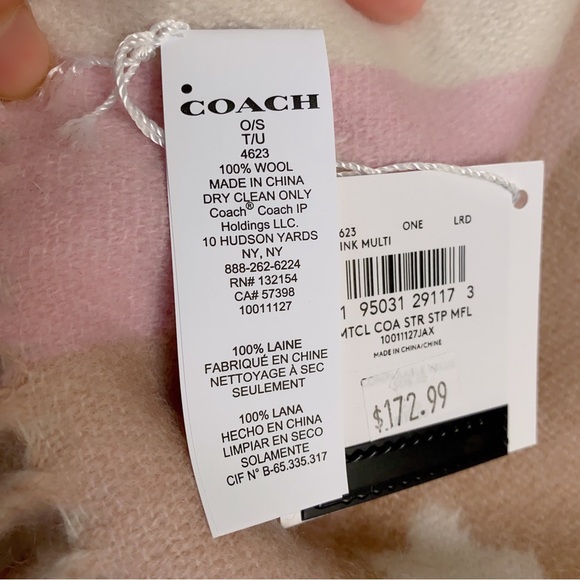 COACH
O/S
T/U
4623
100% WOOL
MADE IN CHINA
DRY CLEAN ONLY
Coach® Coach IP
Holdings LLC.
10 HUDSON YARDS
NY, NY
888-262-6224
RN# 132154
CA# 57398
10011127
100% LAINE
FABRIQUÉ EN CHINE
NETTOYAGE À SEC
SEULEMENT
100% LANA
HECHO EN CHINA
LIMPIAR EN SECO
SOLAMENTE
CIF N° B-65.335.317
623 ONE LRD
INK MULTI
1 95031 29117 3
MTCL COA STR STP MFL
10011127JAX
MADE IN CHINA/CHINE
$172.99